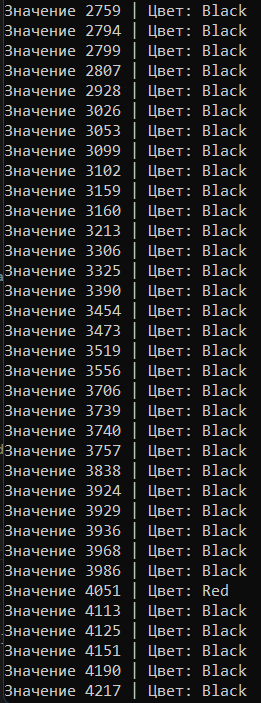 Значение 2759 | Цвет: Black
Значение 2794 | Цвет: Black
Значение 2799 | Цвет: Black
Значение 2807 | Цвет: Black
Значение 2928 | Цвет: Black
Значение 3026 | Цвет: Black
Значение 3053 | Цвет: Black
Значение 3099 | Цвет: Black
Значение 3102 | Цвет: Black
Значение 3159 | Цвет: Black
Значение 3160 | Цвет: Black
Значение 3213 | Цвет: Black
Значение 3306 | Цвет: Black
Значение 3325 | Цвет: Black
Значение 3390 | Цвет: Black
Значение 3454 | Цвет: Black
Значение 3473 | Цвет: Black
Значение 3519 | Цвет: Black
Значение 3556 | Цвет: Black
Значение 3706 | Цвет: Black
Значение 3739 | Цвет: Black
Значение 3740 | Цвет: Black
Значение 3757 | Цвет: Black
Значение 3838 | Цвет: Black
Значение 3924 | Цвет: Black
Значение 3929 | Цвет: Black
Значение 3936 | Цвет: Black
Значение 3968 | Цвет: Black
Значение 3986 | Цвет: Black
Значение 4051 | Цвет: Red
Значение 4113 | Цвет: Black
Значение 4125 | Цвет: Black
Значение 4151 | Цвет: Black
Значение 4190 | Цвет: Black
Значение 4217 | Цвет: Black